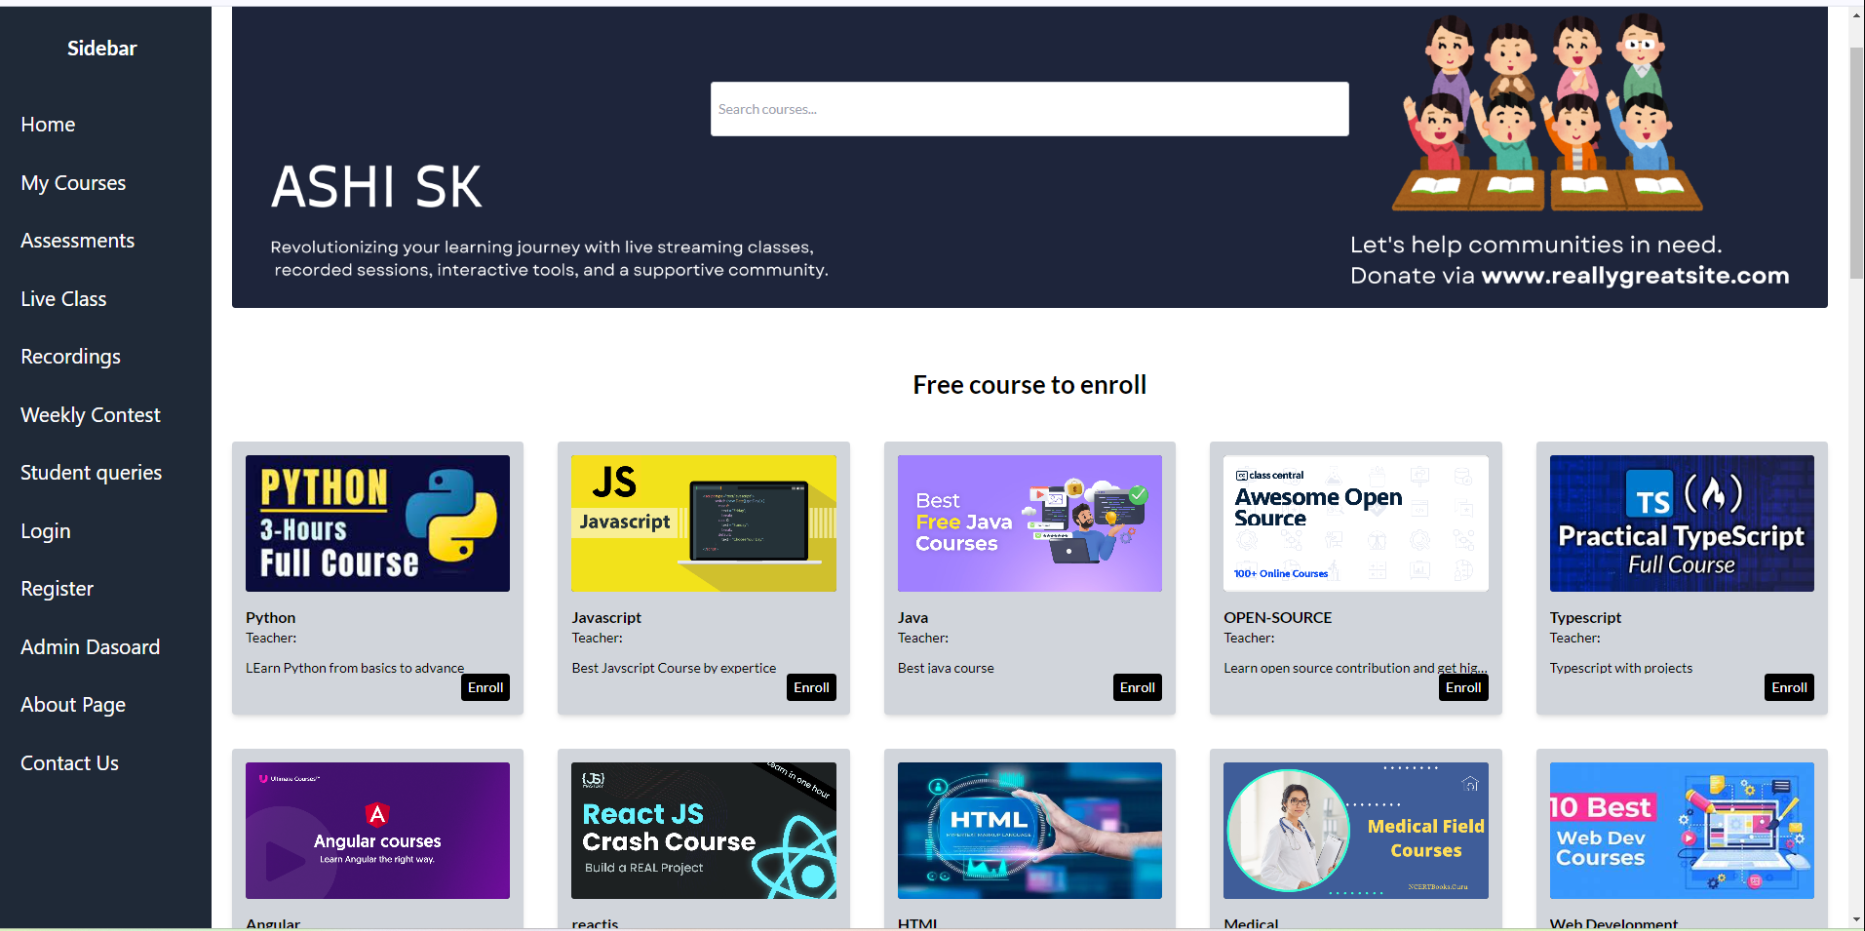 Sidebar
Home
My Courses
Assessments
Live Class
Recordings
Weekly Contest
Student queries
Login
Register
Admin Dasoard
About Page
Contact Us
Search courses...
ASHI SK
Revolutionizing your learning journey with live streaming classes,
recorded sessions, interactive tools, and a supportive community.
Let's help communities in need.
Donate via www.reallygreatsite.com
Free course to enroll
PYTHON
3-Hours
Full Course
Python
Teacher:
LEarn Python from basics to advance
Enroll
JS
Javascript
Javascript
Teacher:
Best Javscript Course by expertice
Enroll
Best
Free Java
Courses
Java
Teacher:
Best java course
Enroll
class central
Awesome Open
Source
100+ Online Courses
OPEN-SOURCE
Teacher:
Learn open source contribution and get hig...
Enroll
TS
Practical TypeScript
Full Course
Typescript
Teacher:
Typescript with projects
Enroll
Ultimate Courses™
A
Angular courses
Learn Angular the right way.
Angular
{JS}
Learn in one hour
React JS
Crash Course
Build a REAL Project
reactjs
HTML
HTML
Medical Field
Courses
NCERTBooks.Guru
Medical
10 Best
Web Dev
Courses
Web Development